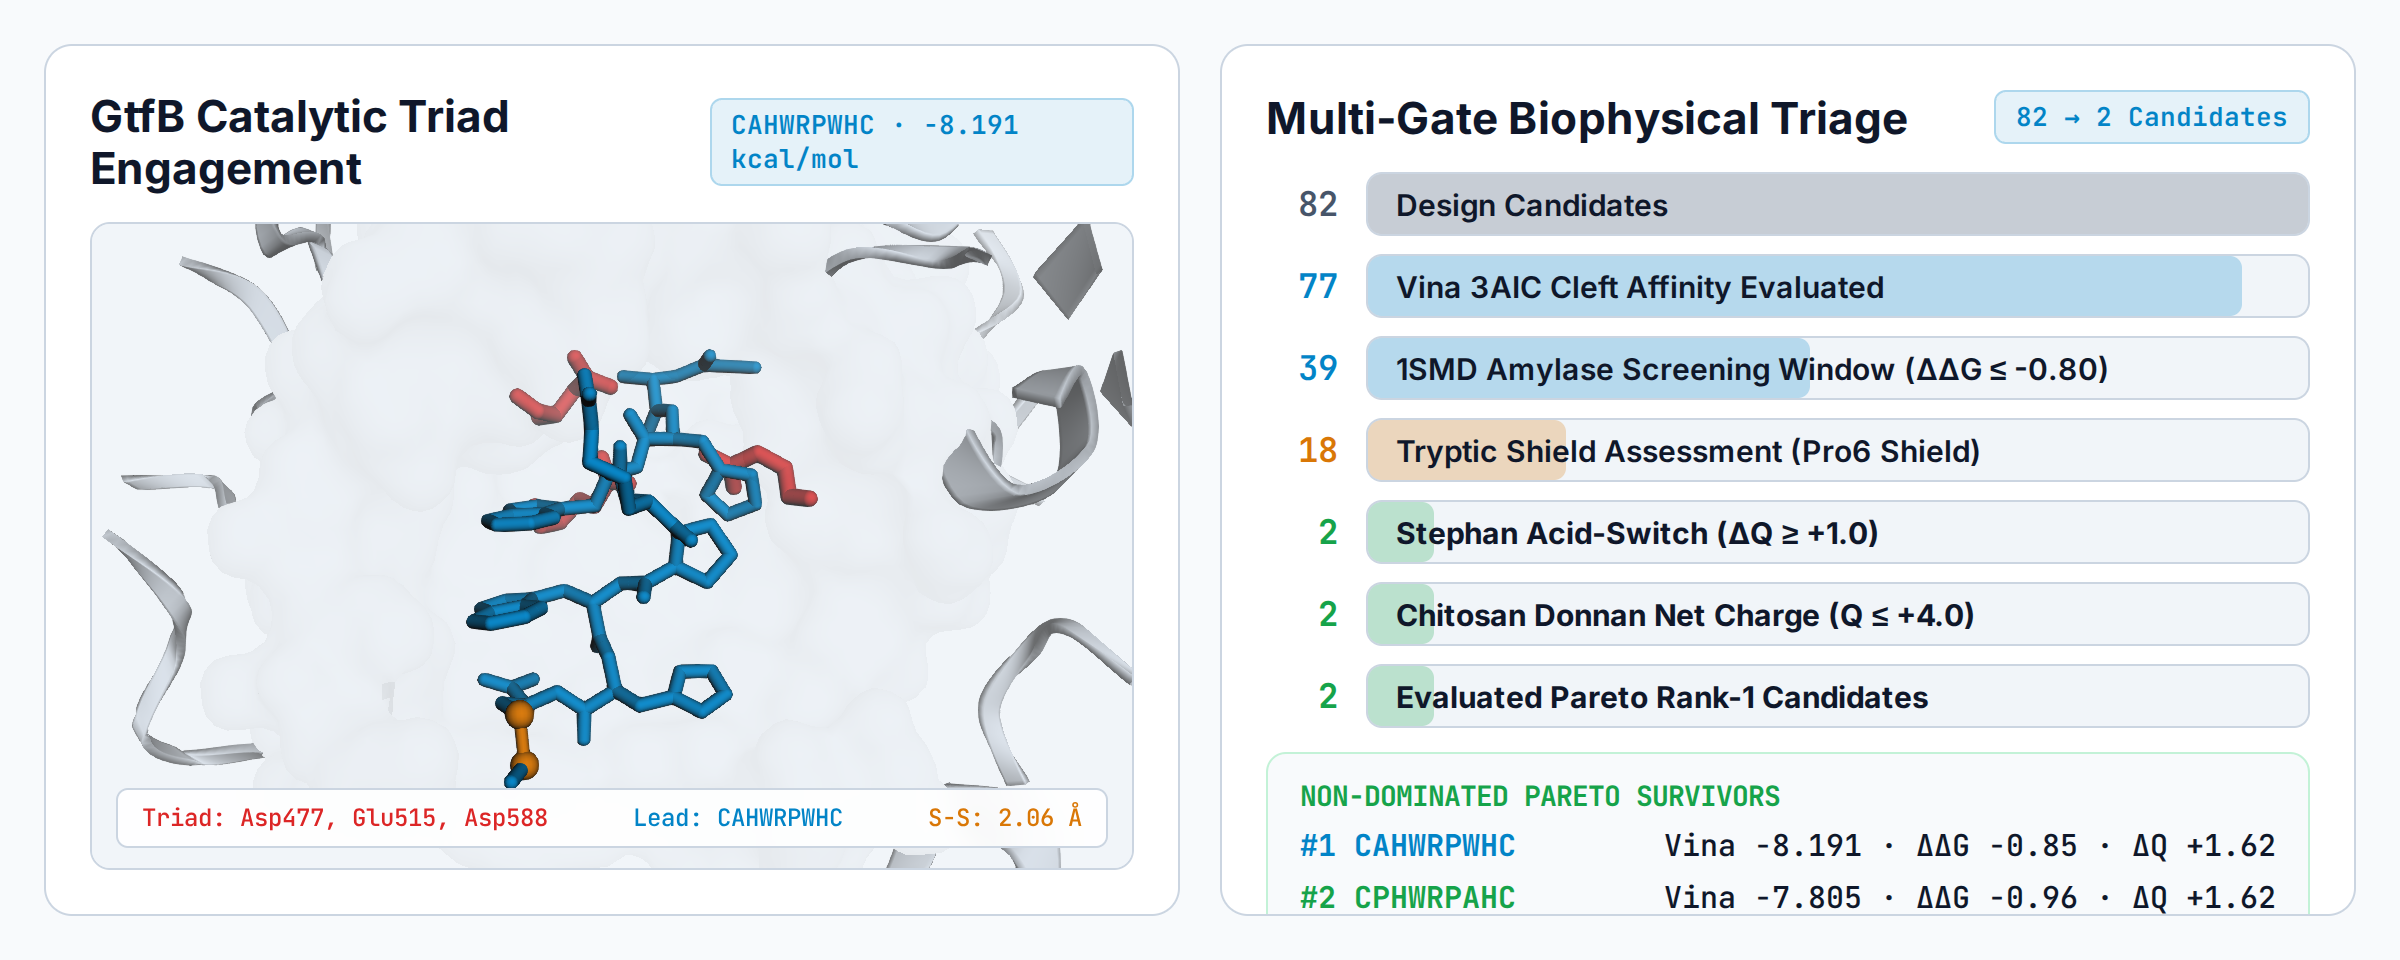 GtfB Catalytic Triad
Engagement
CAHWRPWHC · -8.191
kcal/mol
Triad: Asp477, Glu515, Asp588
Lead: CAHWRPWHC
S-S: 2.06 Å
Multi-Gate Biophysical Triage
82 → 2 Candidates
82 Design Candidates
77 Vina 3AIC Cleft Affinity Evaluated
39 1SMD Amylase Screening Window (ΔΔG ≤ -0.80)
18 Tryptic Shield Assessment (Pro6 Shield)
2 Stephan Acid-Switch (ΔQ ≥ +1.0)
2 Chitosan Donnan Net Charge (Q ≤ +4.0)
2 Evaluated Pareto Rank-1 Candidates
NON-DOMINATED PARETO SURVIVORS
#1 CAHWRPWHC Vina -8.191 · ΔΔG -0.85 · ΔQ +1.62
#2 CPHWRPAHC Vina -7.805 · ΔΔG -0.96 · ΔQ +1.62